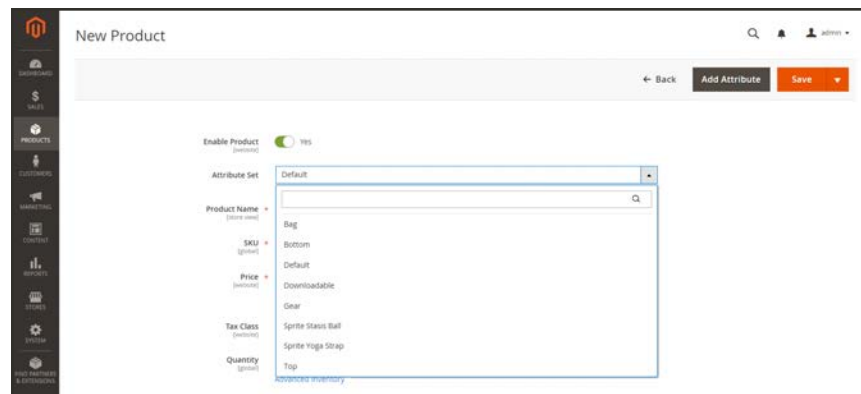 New Product
admin
DASHBOARD
SALES
PRODUCTS
CUSTOMERS
MARKETING
CONTENT
REPORTS
STORES
SYSTEM
FIND PARTNERS
& EXTENSIONS
← Back
Add Attribute
Save
Enable Product
[website]
Yes
Attribute Set
Default
Product Name *
[store view]
SKU *
[global]
Price *
[website]
Tax Class
[website]
Quantity
[global]
Bag
Bottom
Default
Downloadable
Gear
Sprite Stasis Ball
Sprite Yoga Strap
Top
Advanced Inventory